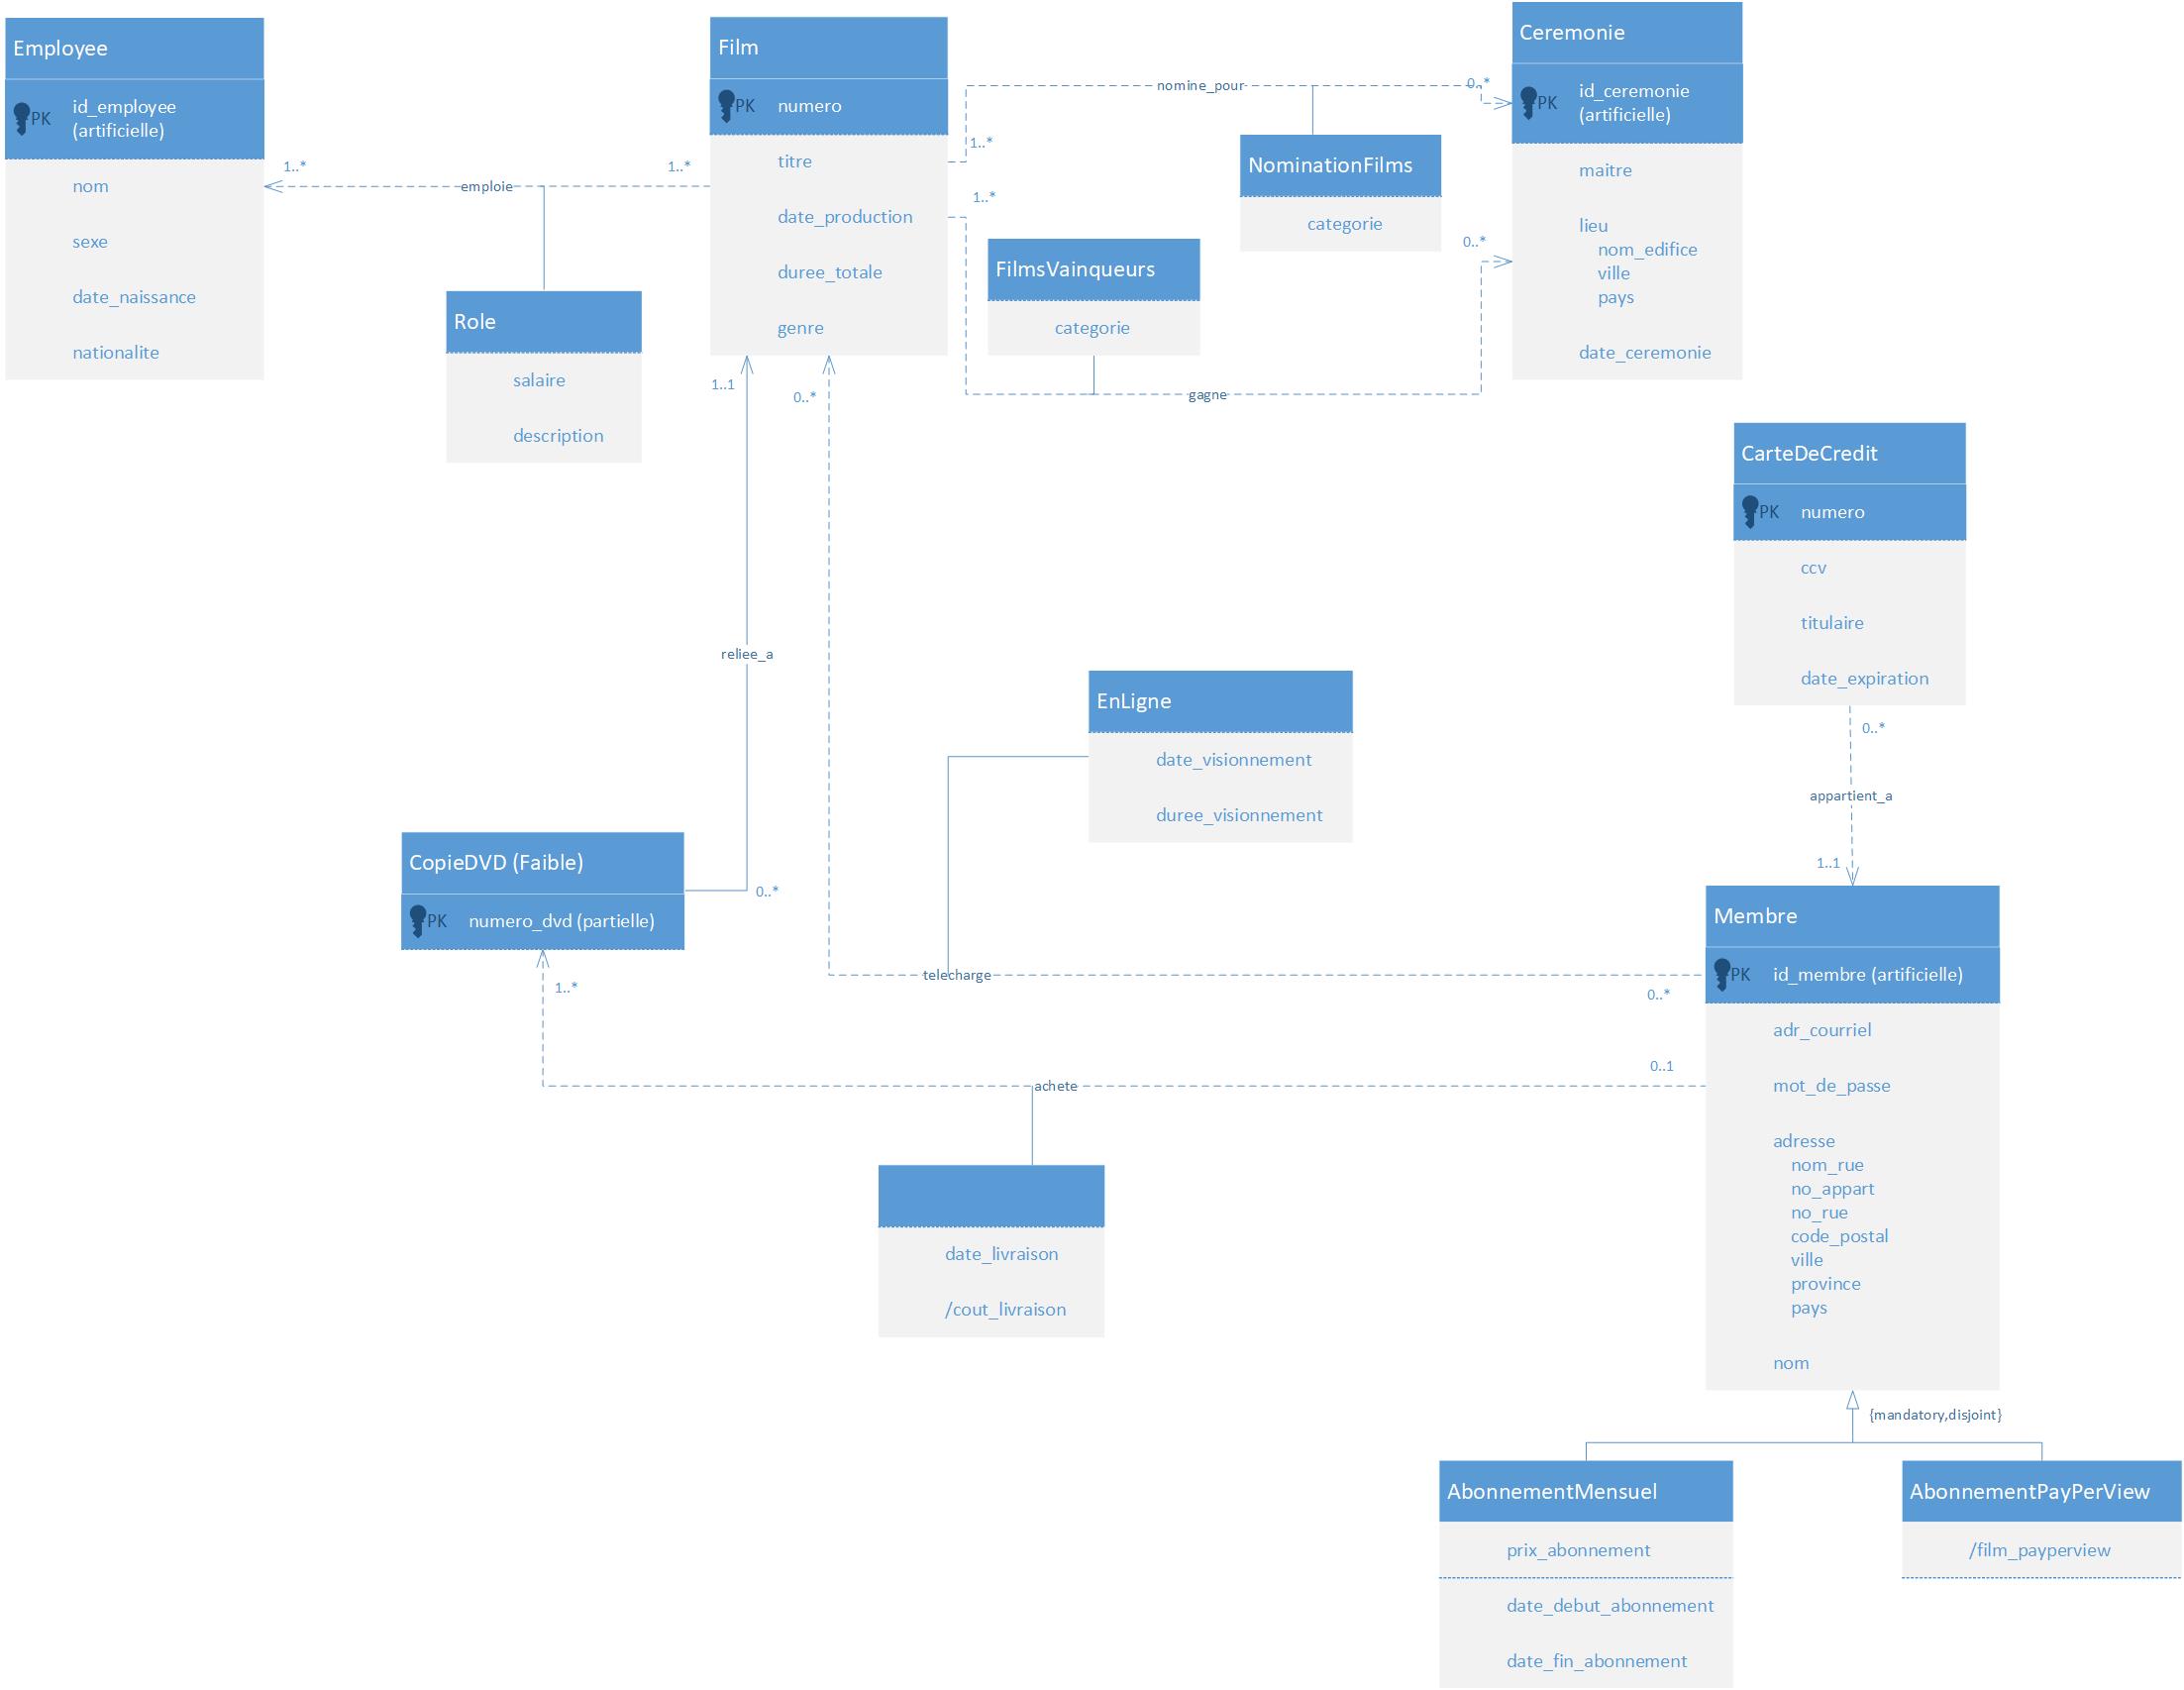 Employee
PK
id_employee
(artificielle)
nom
sexe
date_naissance
nationalite
1..*
emploie
1..*
Role
salaire
description
Film
PK
numero
titre
date_production
duree_totale
genre
1..*
nomine_pour
0..*
NominationFilms
categorie
1..*
FilmsVainqueurs
categorie
gagne
0..*
Ceremonie
PK
id_ceremonie
(artificielle)
maitre
lieu
nom_edifice
ville
pays
date_ceremonie
1..1
0..*
reliee_a
CarteDeCredit
PK
numero
ccv
titulaire
date_expiration
0..*
appartient_a
1..1
EnLigne
date_visionnement
duree_visionnement
CopieDVD (Faible)
PK
numero_dvd (partielle)
0..*
1..*
telecharge
0..*
0..1
achete
date_livraison
/cout_livraison
Membre
PK
id_membre (artificielle)
adr_courriel
mot_de_passe
adresse
nom_rue
no_appart
no_rue
code_postal
ville
province
pays
nom
{mandatory,disjoint}
AbonnementMensuel
prix_abonnement
date_debut_abonnement
date_fin_abonnement
AbonnementPayPerView
/film_payperview